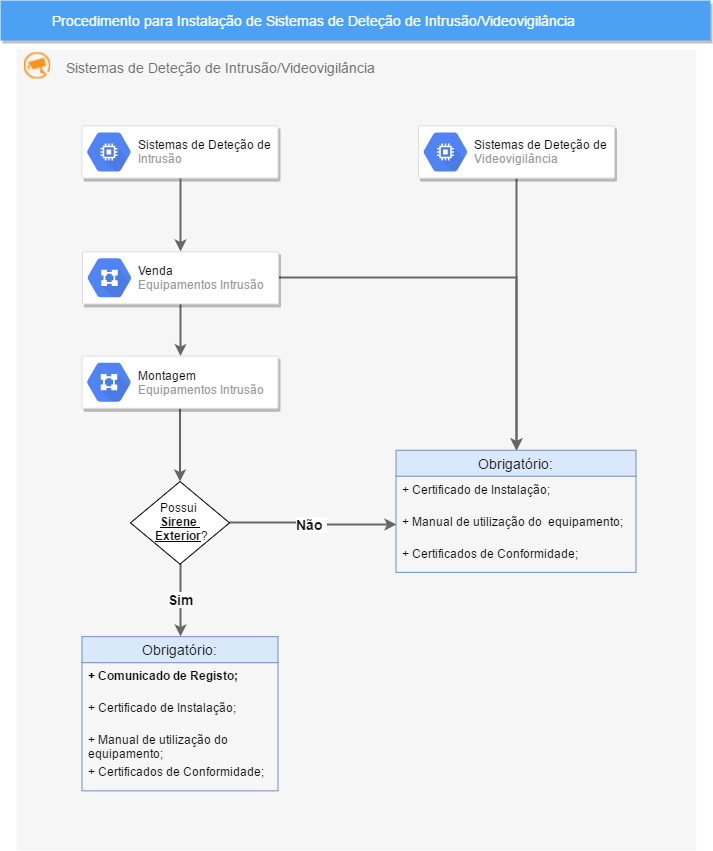 Procedimento para Instalação de Sistemas de Deteção de Intrusão/Videovigilância
Sistemas de Deteção de Intrusão/Videovigilância
Sistemas de Deteção de
Intrusão
Sistemas de Deteção de
Videovigilância
Venda
Equipamentos Intrusão
Montagem
Equipamentos Intrusão
Possui
Sirene
Exterior?
Não
Sim
Obrigatório:
+ Certificado de Instalação;
+ Manual de utilização do equipamento;
+ Certificados de Conformidade;
Obrigatório:
+ Comunicado de Registo;
+ Certificado de Instalação;
+ Manual de utilização do
equipamento;
+ Certificados de Conformidade;